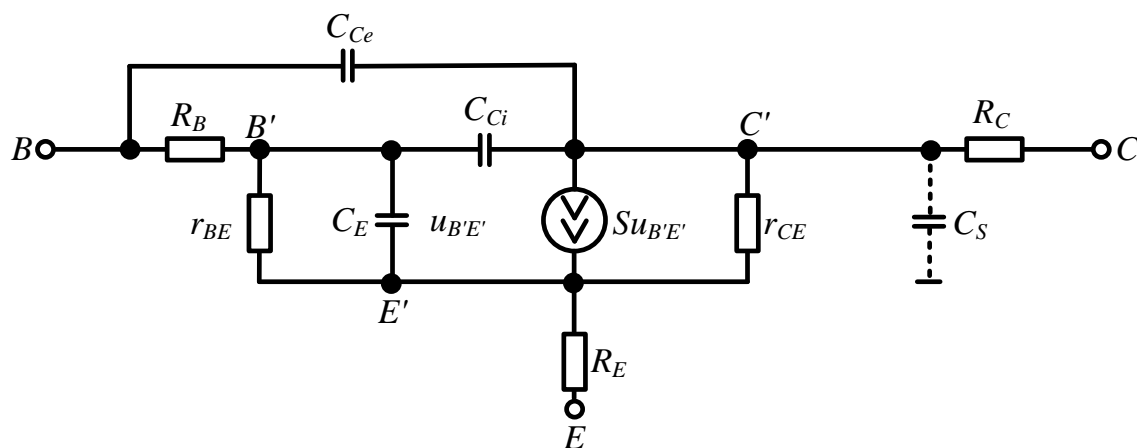 C_{Ce}
C_{Ci}
R_B
B'
C'
R_C
B
C
r_{BE}
C_E
u_{B'E'}
Su_{B'E'}
r_{CE}
C_S
E'
R_E
E